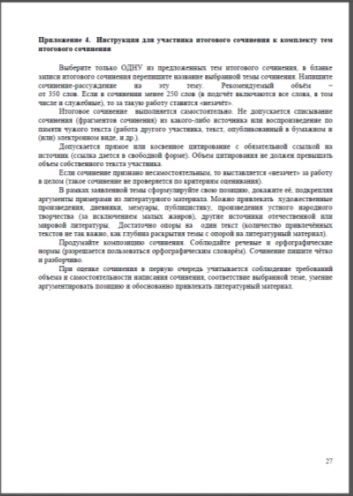 Приложение 4. Инструкция для участника итогового сочинения к комплекту тем
итогового сочинения
Выберите только ОДНУ из предложенных тем итогового сочинения, в бланке
записи итогового сочинения перепишите название выбранной темы сочинения. Напишите
сочинение-рассуждение на эту тему. Рекомендуемый объём –
от 350 слов. Если в сочинении менее 250 слов (в подсчёт включаются все слова, в том
числе и служебные), то за такую работу ставится «незачёт».
Итоговое сочинение выполняется самостоятельно. Не допускается списывание
сочинения (фрагментов сочинения) из какого-либо источника или воспроизведение по
памяти чужого текста (работа другого участника, текст, опубликованный в бумажном и
(или) электронном виде, и др.).
Допускается прямое или косвенное цитирование с обязательной ссылкой на
источник (ссылка даётся в свободной форме). Объем цитирования не должен превышать
объем собственного текста участника.
Если сочинение признано несамостоятельным, то выставляется «незачет» за работу
в целом (такое сочинение не проверяется по критериям оценивания).
В рамках заявленной темы сформулируйте свою позицию, докажите её, подкрепляя
аргументы примерами из литературного материала. Можно привлекать художественные
произведения, дневники, мемуары, публицистику, произведения устного народного
творчества (за исключением малых жанров), другие источники отечественной или
мировой литературы. Достаточно опоры на один текст (количество привлечённых
текстов не так важно, как глубина раскрытия темы с опорой на литературный материал).
Продумайте композицию сочинения. Соблюдайте речевые и орфографические
нормы (разрешается пользоваться орфографическим словарём). Сочинение пишите чётко
и разборчиво.
При оценке сочинения в первую очередь учитывается соблюдение требований
объема и самостоятельности написания сочинения, соответствие выбранной теме, умение
аргументировать позицию и обоснованно привлекать литературный материал.
27